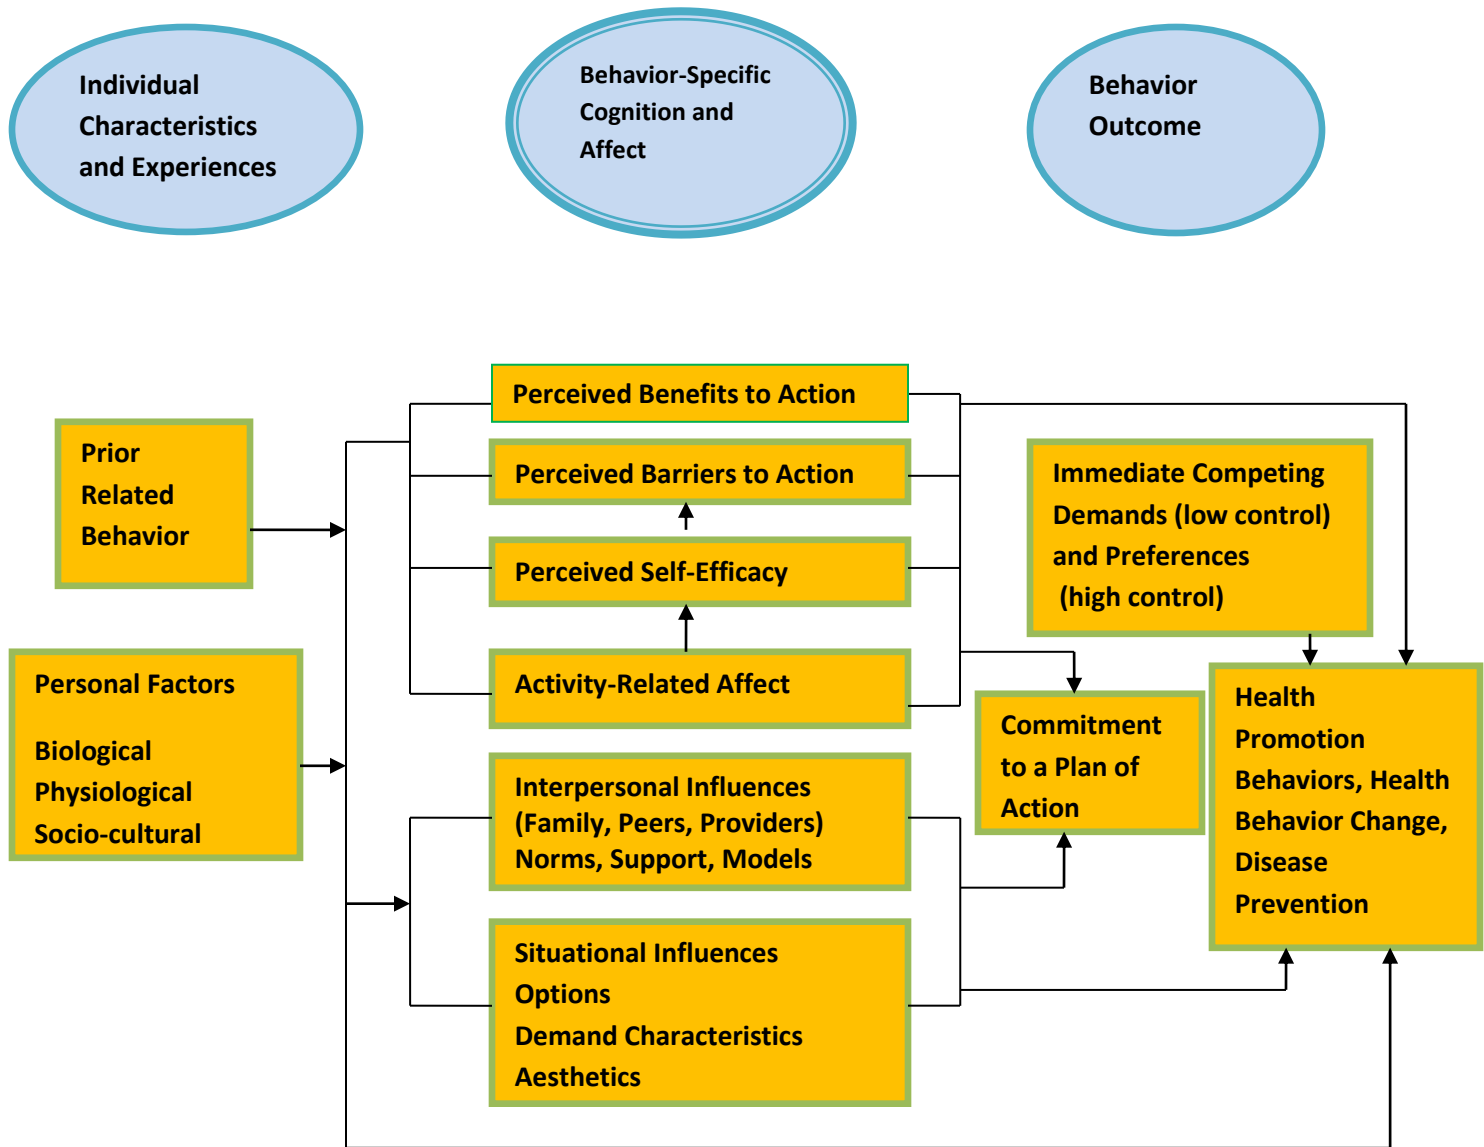 Individual
Characteristics
and Experiences
Behavior-Specific
Cognition and
Affect
Behavior
Outcome
Prior
Related
Behavior
Personal Factors
Biological
Physiological
Socio-cultural
Perceived Benefits to Action
Perceived Barriers to Action
Perceived Self-Efficacy
Activity-Related Affect
Interpersonal Influences
(Family, Peers, Providers)
Norms, Support, Models
Situational Influences
Options
Demand Characteristics
Aesthetics
Immediate Competing
Demands (low control)
and Preferences
(high control)
Commitment
to a Plan of
Action
Health
Promotion
Behaviors, Health
Behavior Change,
Disease
Prevention